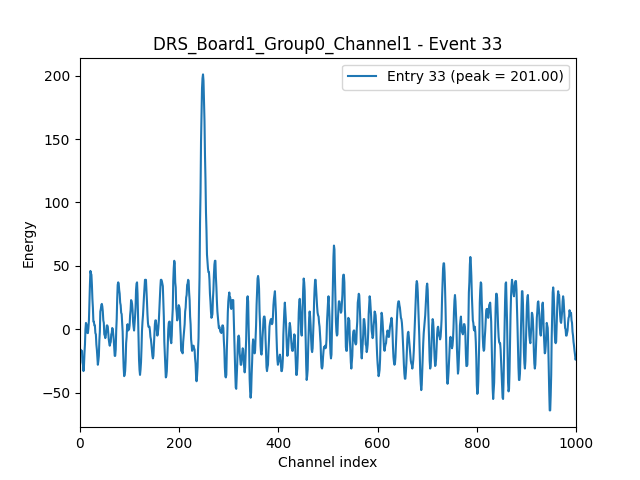 DRS_Board1_Group0_Channel1 - Event 33
Entry 33 (peak = 201.00)
200
150
100
50
0
−50
Energy
0 200 400 600 800 1000
Channel index